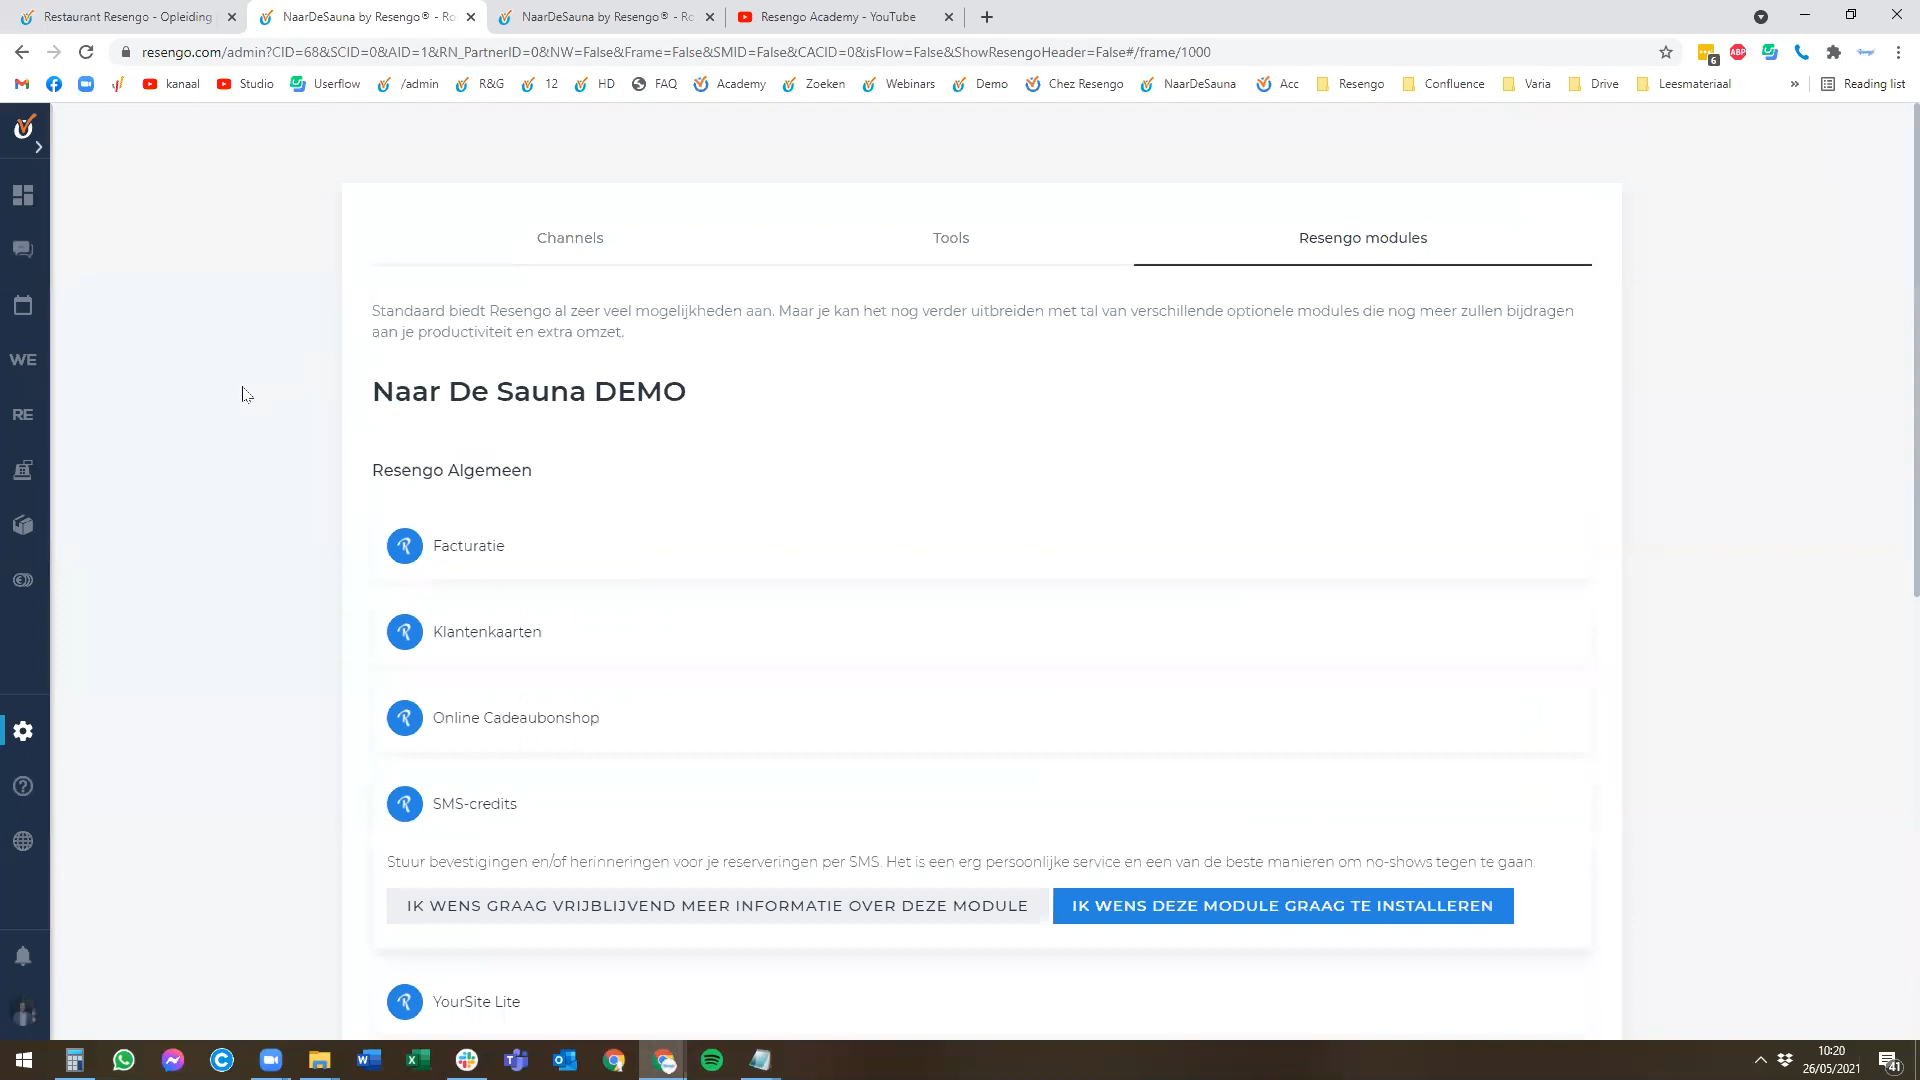 Restaurant Resengo - Opleiding
NaarDeSauna by Resengo® - Ro
NaarDeSauna by Resengo® - Ro
Resengo Academy - YouTube
resengo.com/admin?CID=68&SCID=0&AID=1&RN_PartnerID=0&NW=False&Frame=False&SMID=False&CACID=0&isFlow=False&ShowResengoHeader=False#/frame/1000
6
ABP
kanaal
Studio
Userflow
/admin
R&G
12
HD
FAQ
Academy
Zoeken
Webinars
Demo
Chez Resengo
NaarDeSauna
Acc
Resengo
Confluence
Varia
Drive
Leesmateriaal
Reading list
WE
RE
Channels
Tools
Resengo modules
Standaard biedt Resengo al zeer veel mogelijkheden aan. Maar je kan het nog verder uitbreiden met tal van verschillende optionele modules die nog meer zullen bijdragen
aan je productiviteit en extra omzet.
Naar De Sauna DEMO
Resengo Algemeen
Facturatie
Klantenkaarten
Online Cadeaubonshop
SMS-credits
Stuur bevestigingen en/of herinneringen voor je reserveringen per SMS. Het is een erg persoonlijke service en een van de beste manieren om no-shows tegen te gaan.
IK WENS GRAAG VRIJBLIJVEND MEER INFORMATIE OVER DEZE MODULE
IK WENS DEZE MODULE GRAAG TE INSTALLEREN
YourSite Lite
10:20
26/05/2021
41